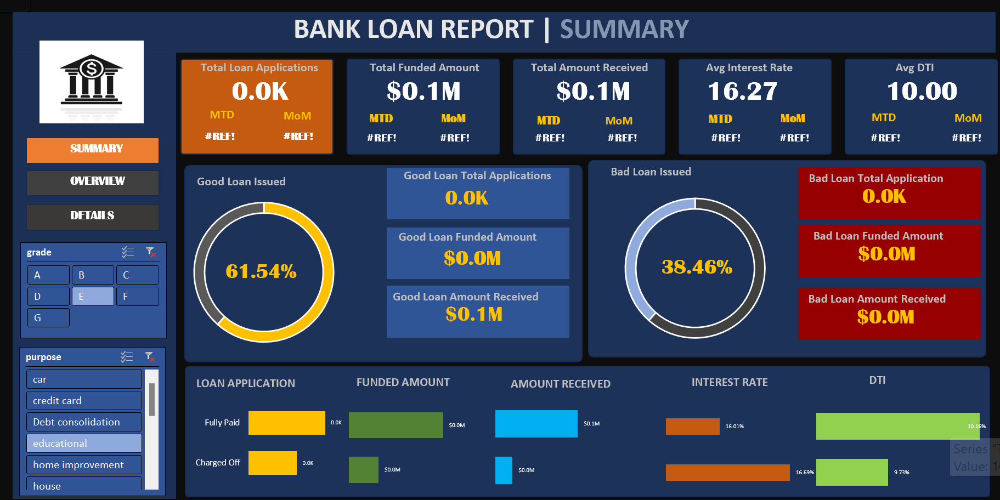 BANK LOAN REPORT | SUMMARY
$
SUMMARY
OVERVIEW
DETAILS
grade
A
B
C
D
E
F
G
purpose
car
credit card
Debt consolidation
educational
home improvement
house
Total Loan Applications
0.0K
MTD MoM
#REF! #REF!
Total Funded Amount
$0.1M
MTD MoM
#REF! #REF!
Total Amount Received
$0.1M
MTD MoM
#REF! #REF!
Avg Interest Rate
16.27
MTD MoM
#REF! #REF!
Avg DTI
10.00
MTD MoM
#REF! #REF!
Good Loan Issued
61.54%
Good Loan Total Applications
0.0K
Good Loan Funded Amount
$0.0M
Good Loan Amount Received
$0.1M
Bad Loan Issued
38.46%
Bad Loan Total Application
0.0K
Bad Loan Funded Amount
$0.0M
Bad Loan Amount Received
$0.0M
LOAN APPLICATION
Fully Paid 0.0K
Charged Off 0.0K
FUNDED AMOUNT
$0.0M
$0.0M
AMOUNT RECEIVED
$0.1M
$0.0M
INTEREST RATE
16.01%
16.69%
DTI
10.16%
9.73%
Series "
Value: